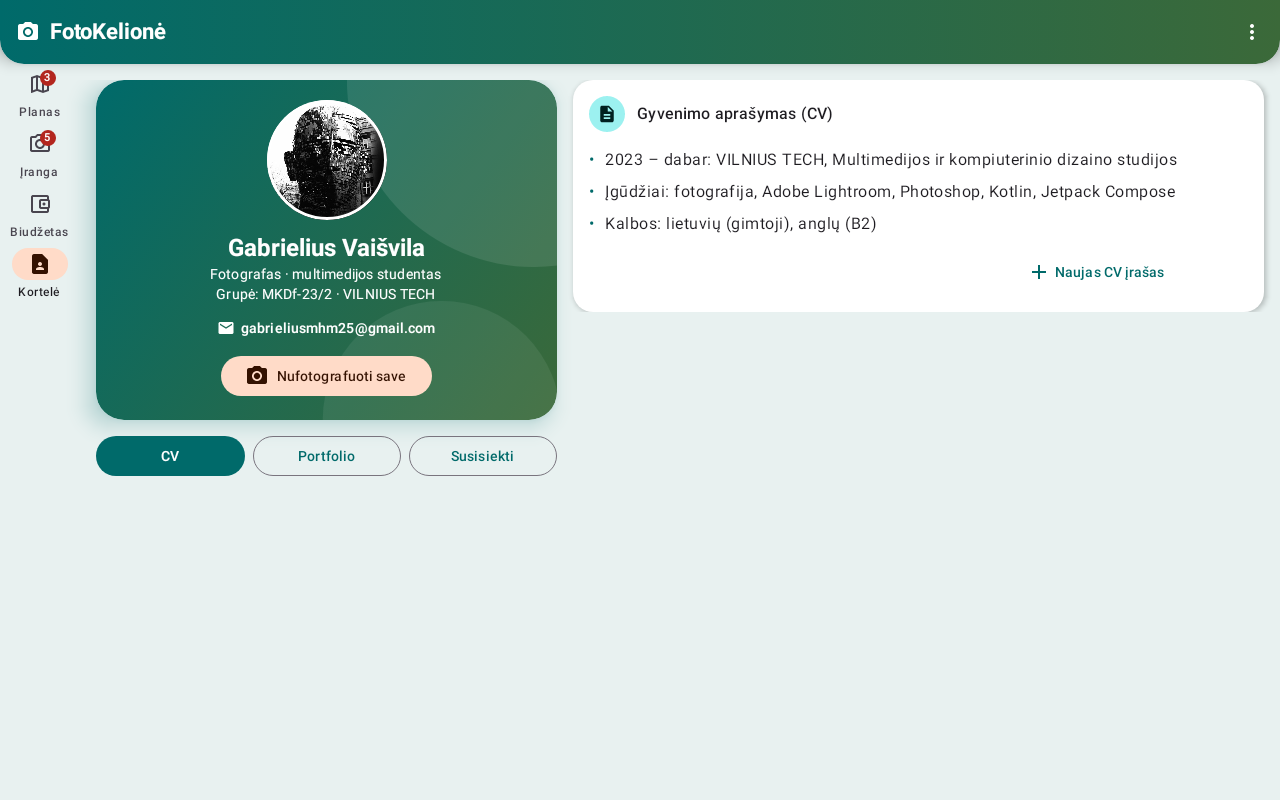 FotoKelionė
3
Planas
5
Įranga
Biudžetas
Kortelė
Gabrielius Vaišvila
Fotografas · multimedijos studentas
Grupė: MKDf-23/2 · VILNIUS TECH
gabrieliusmhm25@gmail.com
Nufotografuoti save
CV
Portfolio
Susisiekti
Gyvenimo aprašymas (CV)
• 2023 – dabar: VILNIUS TECH, Multimedijos ir kompiuterinio dizaino studijos
• Įgūdžiai: fotografija, Adobe Lightroom, Photoshop, Kotlin, Jetpack Compose
• Kalbos: lietuvių (gimtoji), anglų (B2)
Naujas CV įrašas